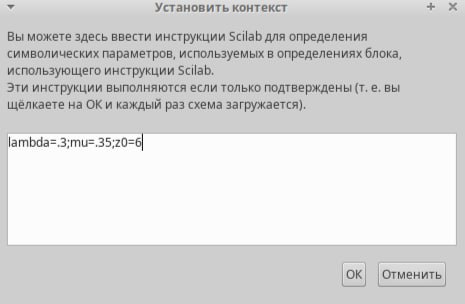 Установить контекст
Вы можете здесь ввести инструкции Scilab для определения
символических параметров, используемых в определениях блока,
использующего инструкции Scilab.
Эти инструкции выполняются если только подтверждены (т. е. вы
щёлкаете на ОК и каждый раз схема загружается).
lambda=.3;mu=.35;z0=6
ОК Отменить